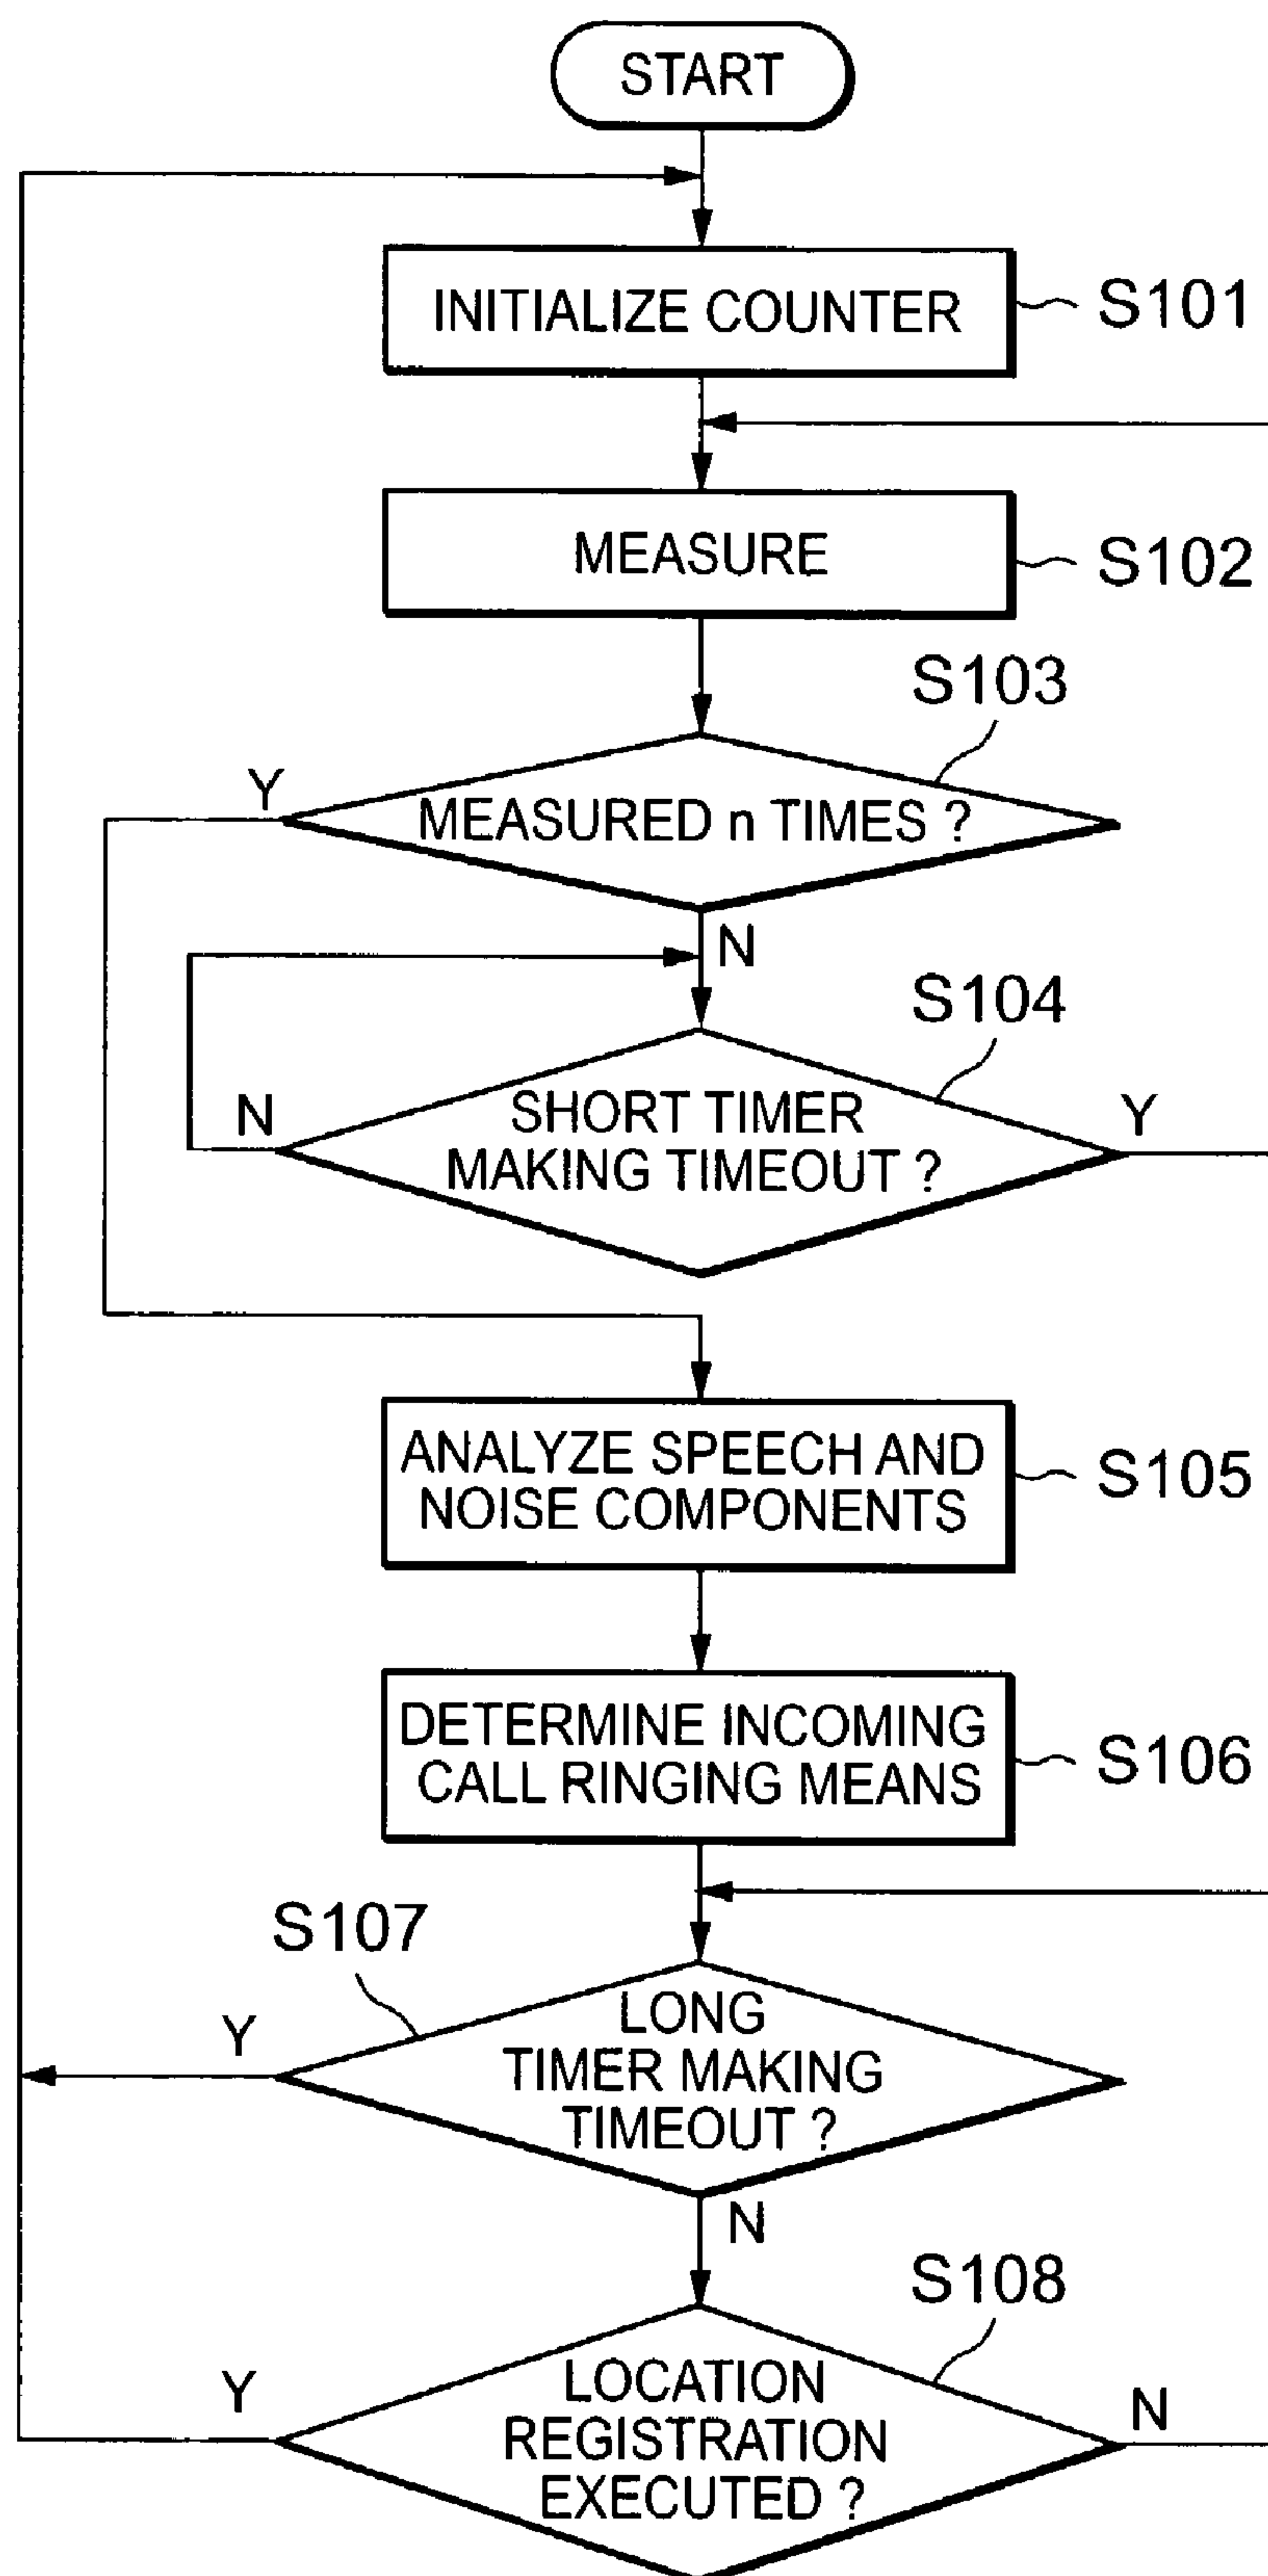 START
INITIALIZE COUNTER
S101
MEASURE
S102
S103
Y
MEASURED n TIMES ?
N
S104
N
SHORT TIMER
MAKING TIMEOUT ?
Y
ANALYZE SPEECH AND
NOISE COMPONENTS
S105
DETERMINE INCOMING
CALL RINGING MEANS
S106
S107
Y
LONG
TIMER MAKING
TIMEOUT ?
N
S108
Y
LOCATION
REGISTRATION
EXECUTED ?
N